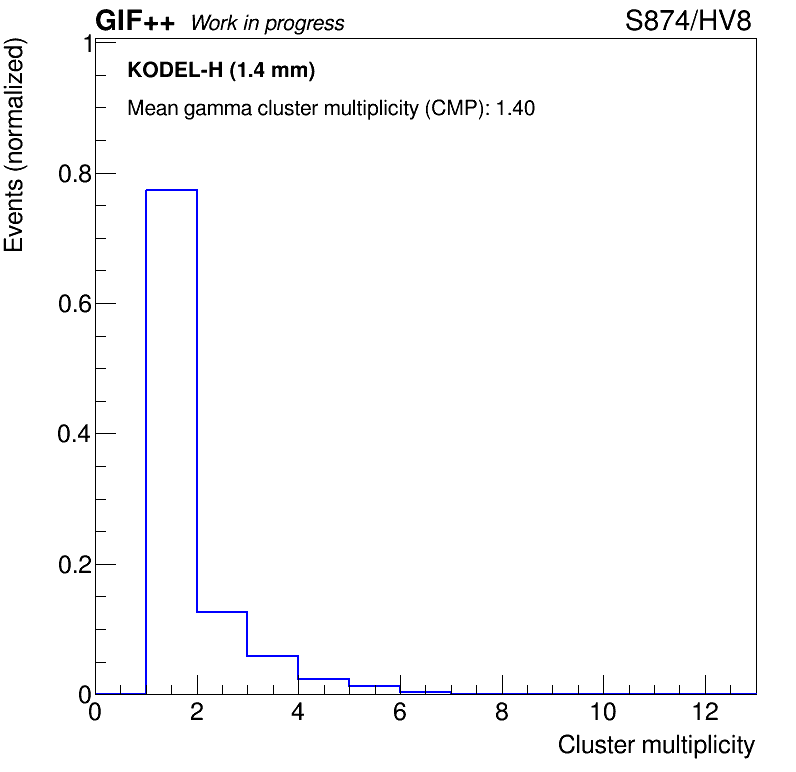 GIF++ Work in progress S874/HV8
KODEL-H (1.4 mm)
Mean gamma cluster multiplicity (CMP): 1.40
Events (normalized)
1
0.8
0.6
0.4
0.2
0
0 2 4 6 8 10 12
Cluster multiplicity